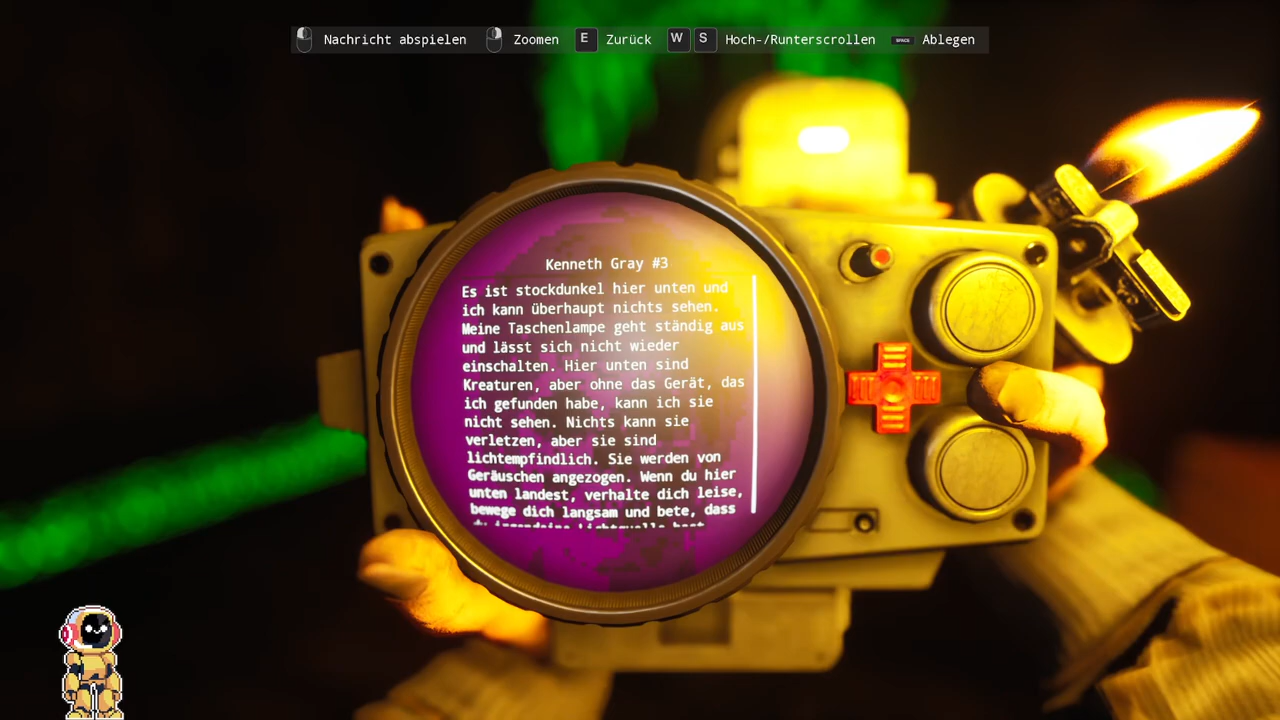 Nachricht abspielen Zoomen E Zurück W S Hoch-/Runterscrollen SPACE Ablegen
Kenneth Gray #3
Es ist stockdunkel hier unten und
ich kann überhaupt nichts sehen.
Meine Taschenlampe geht ständig aus
und lässt sich nicht wieder
einschalten. Hier unten sind
Kreaturen, aber ohne das Gerät, das
ich gefunden habe, kann ich sie
nicht sehen. Nichts kann sie
verletzen, aber sie sind
lichtempfindlich. Sie werden von
Geräuschen angezogen. Wenn du hier
unten landest, verhalte dich leise,
bewege dich langsam und bete, dass